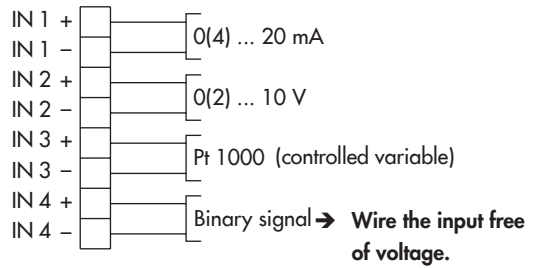 IN 1 +
0(4) ... 20 mA
IN 1 –
IN 2 +
0(2) ... 10 V
IN 2 –
IN 3 +
Pt 1000 (controlled variable)
IN 3 –
IN 4 +
Binary signal ➔ Wire the input free
IN 4 –
of voltage.